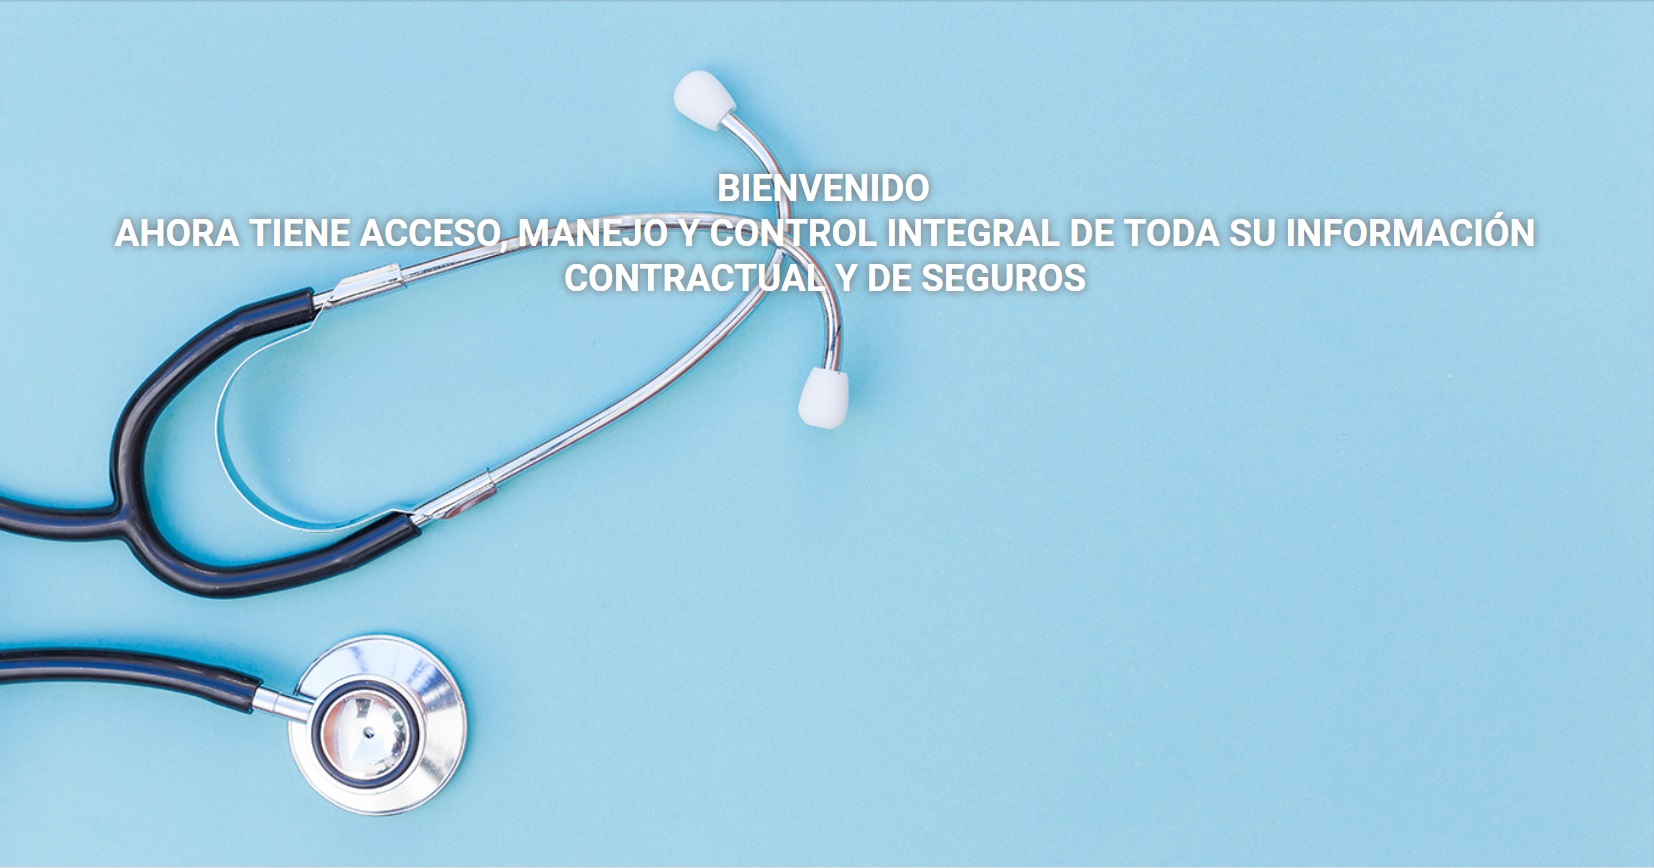 BIENVENIDO
AHORA TIENE ACCESO, MANEJO Y CONTROL INTEGRAL DE TODA SU INFORMACIÓN
CONTRACTUAL Y DE SEGUROS